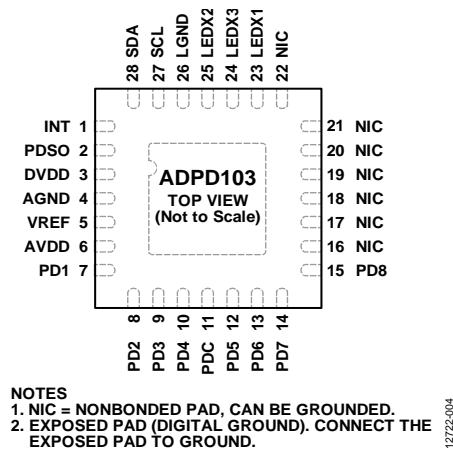 28 SDA
27 SCL
26 LGND
25 LEDX2
24 LEDX3
23 LEDX1
22 NIC
INT 1
PDSO 2
DVDD 3
AGND 4
VREF 5
AVDD 6
PD1 7
ADPD103
TOP VIEW
(Not to Scale)
21 NIC
20 NIC
19 NIC
18 NIC
17 NIC
16 NIC
15 PD8
PD2 8
PD3 9
PD4 10
PDC 11
PD5 12
PD6 13
PD7 14
NOTES
1. NIC = NONBONDED PAD, CAN BE GROUNDED.
2. EXPOSED PAD (DIGITAL GROUND). CONNECT THE
EXPOSED PAD TO GROUND.
12722-004